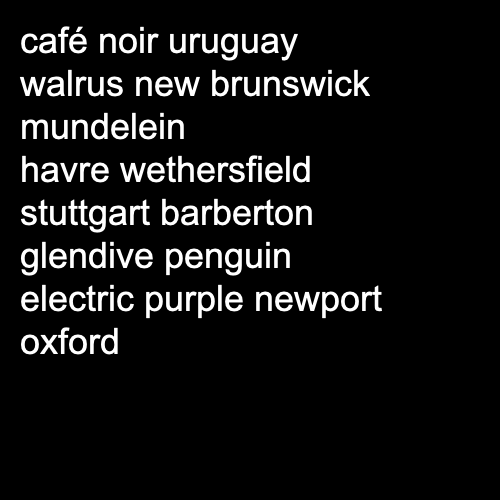 café noir uruguay
walrus new brunswick
mundelein
havre wethersfield
stuttgart barberton
glendive penguin
electric purple newport
oxford